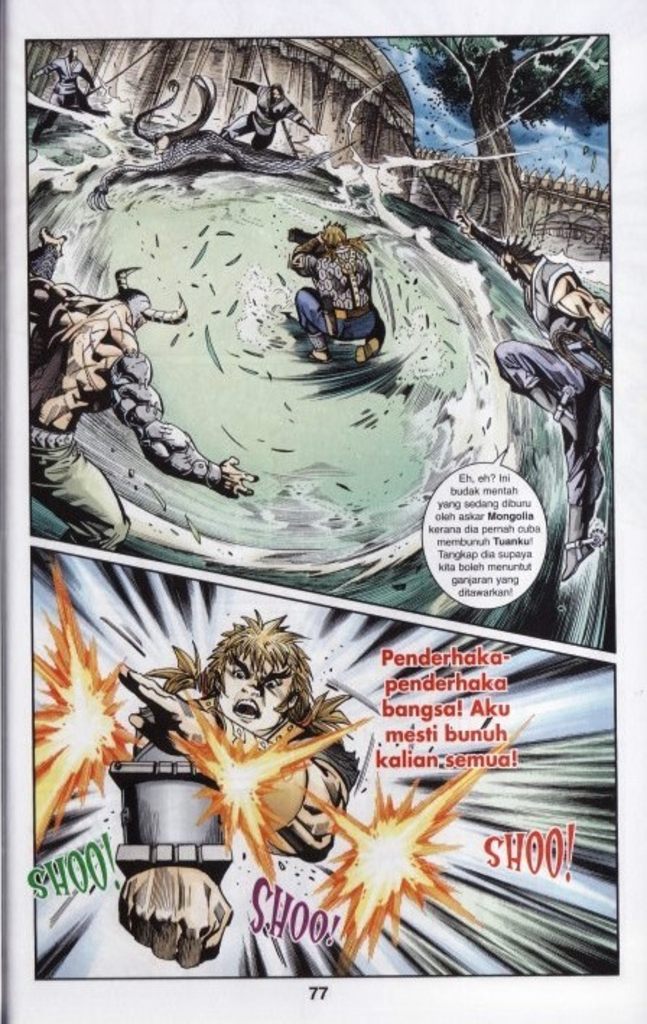 Eh, eh? Ini
budak mentah
yang sedang diburu
oleh askar Mongolia
kerana dia pernah cuba
membunuh Tuanku!
Tangkap dia supaya
kita boleh menuntut
ganjaran yang
ditawarkan!
Penderhaka-
penderhaka
bangsa! Aku
mesti bunuh
kalian semua!
SHOO!
SHOO!
SHOO!
77